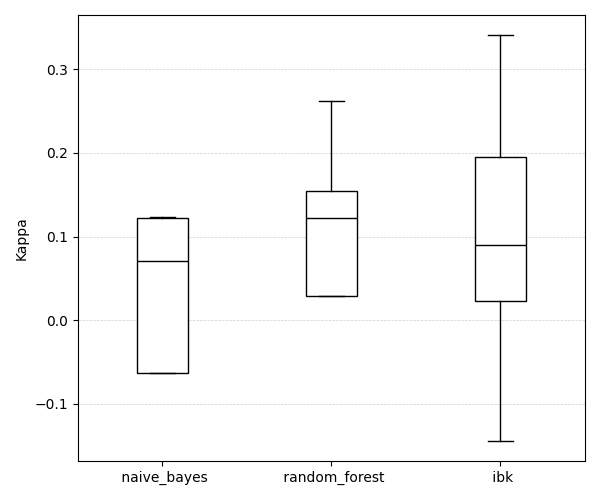 Kappa
0.3
0.2
0.1
0.0
−0.1
naive_bayes
random_forest
ibk